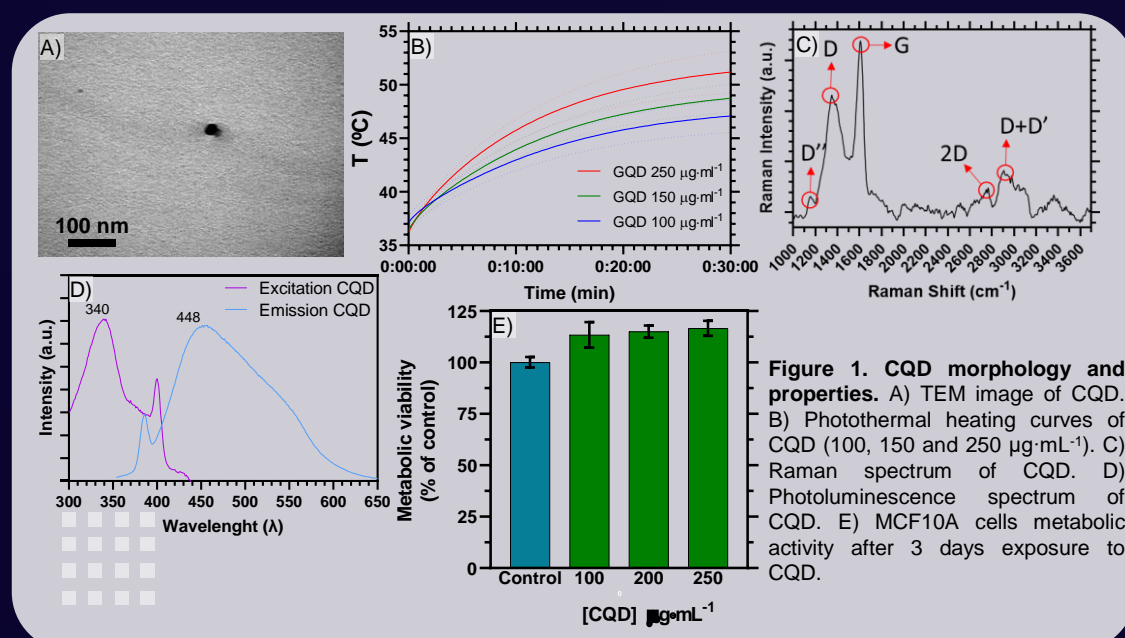 A)
100 nm
B)
T (ºC)
55
50
45
40
35
GQD 250 µg·ml-1
GQD 150 µg·ml-1
GQD 100 µg·ml-1
0:00:00 0:10:00 0:20:00 0:30:00
Time (min)
C)
Raman Intensity (a.u.)
D''
D
G
2D
D+D'
1000 1200 1400 1600 1800 2000 2200 2400 2600 2800 3000 3200 3400 3600
Raman Shift (cm-1)
D)
Intensity (a.u.)
340
448
Excitation CQD
Emission CQD
300 350 400 450 500 550 600 650
Wavelenght (λ)
E)
Metabolic viability
(% of control)
125
100
75
50
25
0
Control 100 200 250
[CQD] µg·mL-1
Figure 1. CQD morphology and
properties. A) TEM image of CQD.
B) Photothermal heating curves of
CQD (100, 150 and 250 µg·mL-1). C)
Raman spectrum of CQD. D)
Photoluminescence spectrum of
CQD. E) MCF10A cells metabolic
activity after 3 days exposure to
CQD.